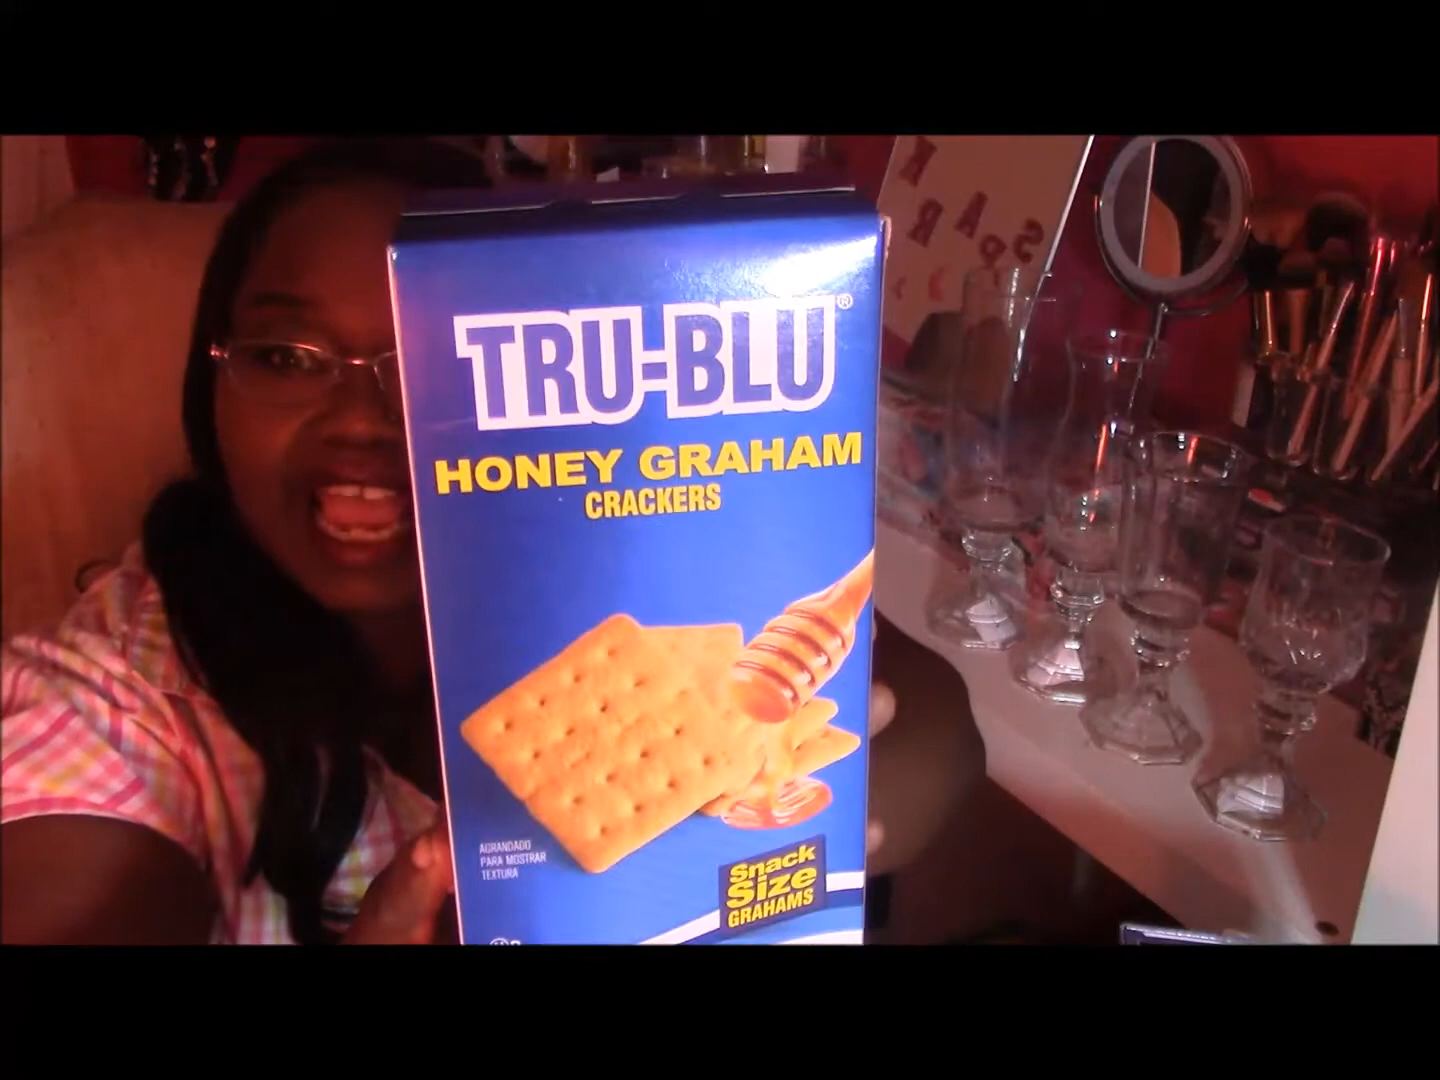 TRU-BLU®
HONEY GRAHAM
CRACKERS
AGRANDADO
PARA MOSTRAR
TEXTURA
Snack
Size
GRAHAMS